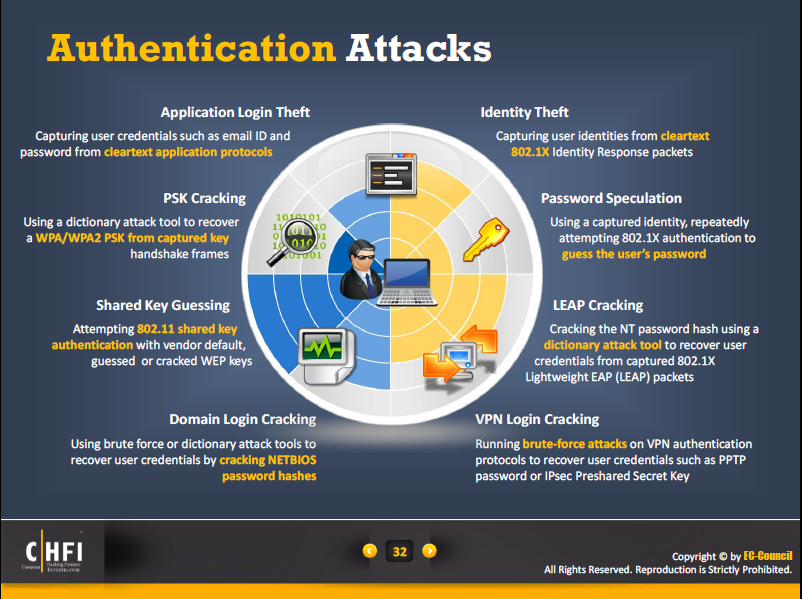 Authentication Attacks
Application Login Theft
Capturing user credentials such as email ID and
password from cleartext application protocols
Identity Theft
Capturing user identities from cleartext
802.1X Identity Response packets
PSK Cracking
Using a dictionary attack tool to recover
a WPA/WPA2 PSK from captured key
handshake frames
Password Speculation
Using a captured identity, repeatedly
attempting 802.1X authentication to
guess the user's password
Shared Key Guessing
Attempting 802.11 shared key
authentication with vendor default,
guessed or cracked WEP keys
LEAP Cracking
Cracking the NT password hash using a
dictionary attack tool to recover user
credentials from captured 802.1X
Lightweight EAP (LEAP) packets
Domain Login Cracking
Using brute force or dictionary attack tools to
recover user credentials by cracking NETBIOS
password hashes
VPN Login Cracking
Running brute-force attacks on VPN authentication
protocols to recover user credentials such as PPTP
password or IPsec Preshared Secret Key
CHFI
Computer Hacking Forensic
INVESTIGATOR
32
Copyright © by EC-Council
All Rights Reserved. Reproduction is Strictly Prohibited.